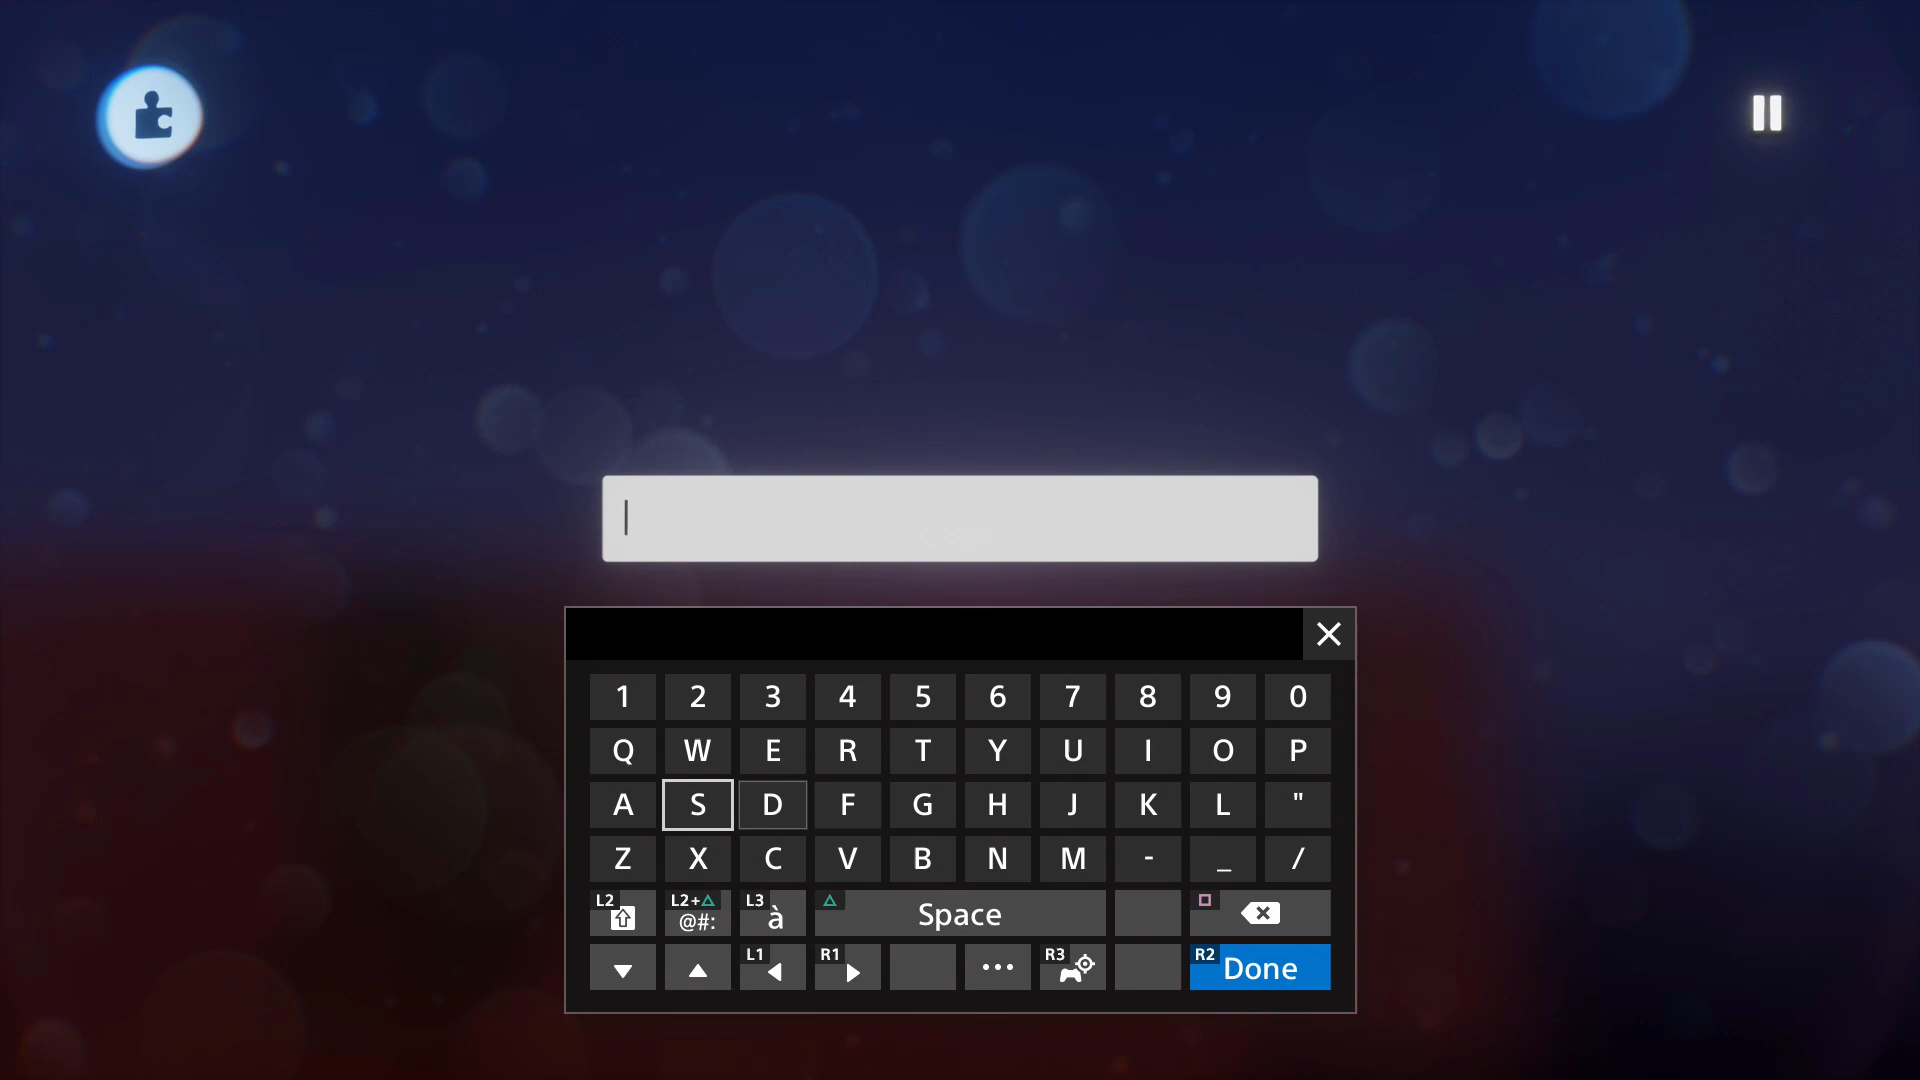 1 2 3 4 5 6 7 8 9 0
Q W E R T Y U I O P
A S D F G H J K L "
Z X C V B N M - _ /
L2 L2+△ @#: L3 à △ Space
L1 R1 ... R3 R2 Done